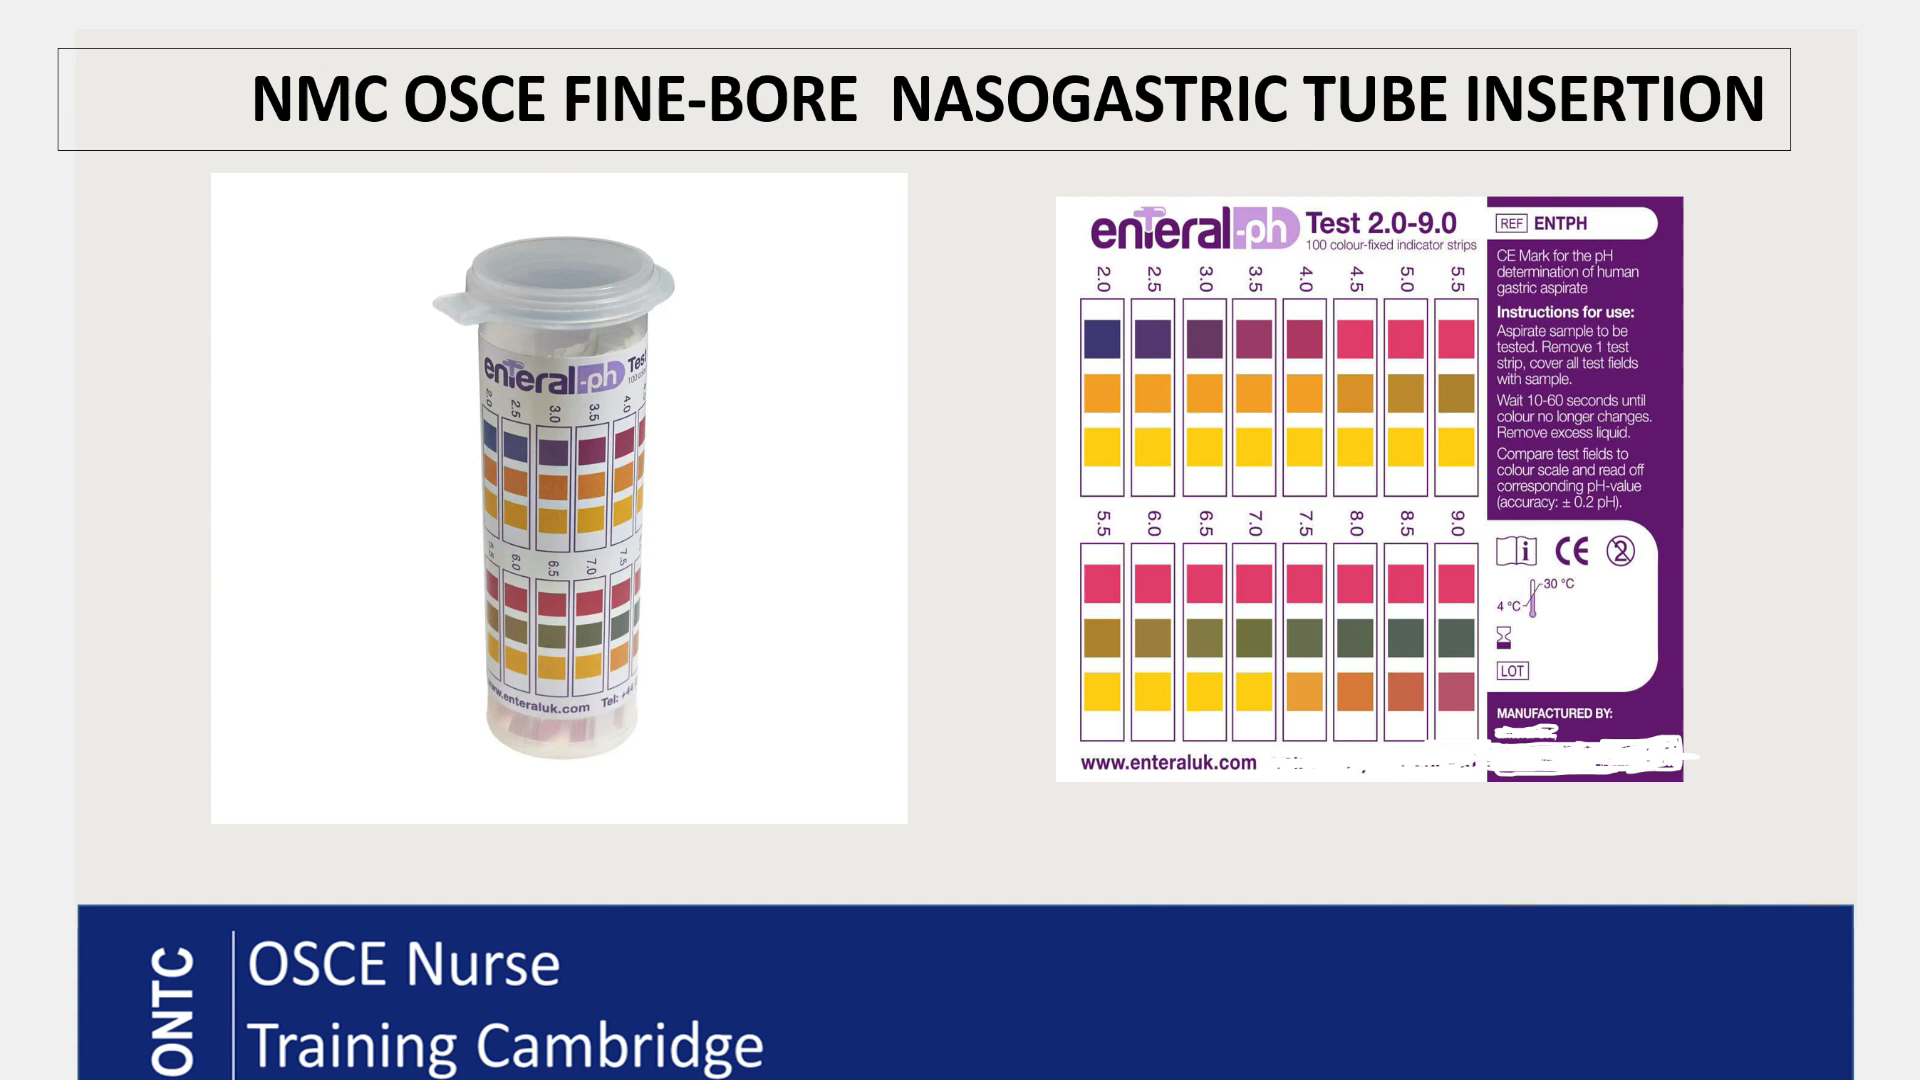 NMC OSCE FINE-BORE NASOGASTRIC TUBE INSERTION
enteral-ph Test
2.0 2.5 3.0 3.5 4.0
5.5 6.0 6.5 7.0 7.5
www.enteraluk.com Tel: +44
enteral-ph Test 2.0-9.0
100 colour-fixed indicator strips
2.0 2.5 3.0 3.5 4.0 4.5 5.0 5.5
5.5 6.0 6.5 7.0 7.5 8.0 8.5 9.0
www.enteraluk.com
REF ENTPH
CE Mark for the pH
determination of human
gastric aspirate
Instructions for use:
Aspirate sample to be
tested. Remove 1 test
strip, cover all test fields
with sample.
Wait 10-60 seconds until
colour no longer changes.
Remove excess liquid.
Compare test fields to
colour scale and read off
corresponding pH-value
(accuracy: ± 0.2 pH).
i CE 2
30 °C
4 °C
LOT
MANUFACTURED BY:
ONTC
OSCE Nurse
Training Cambridge